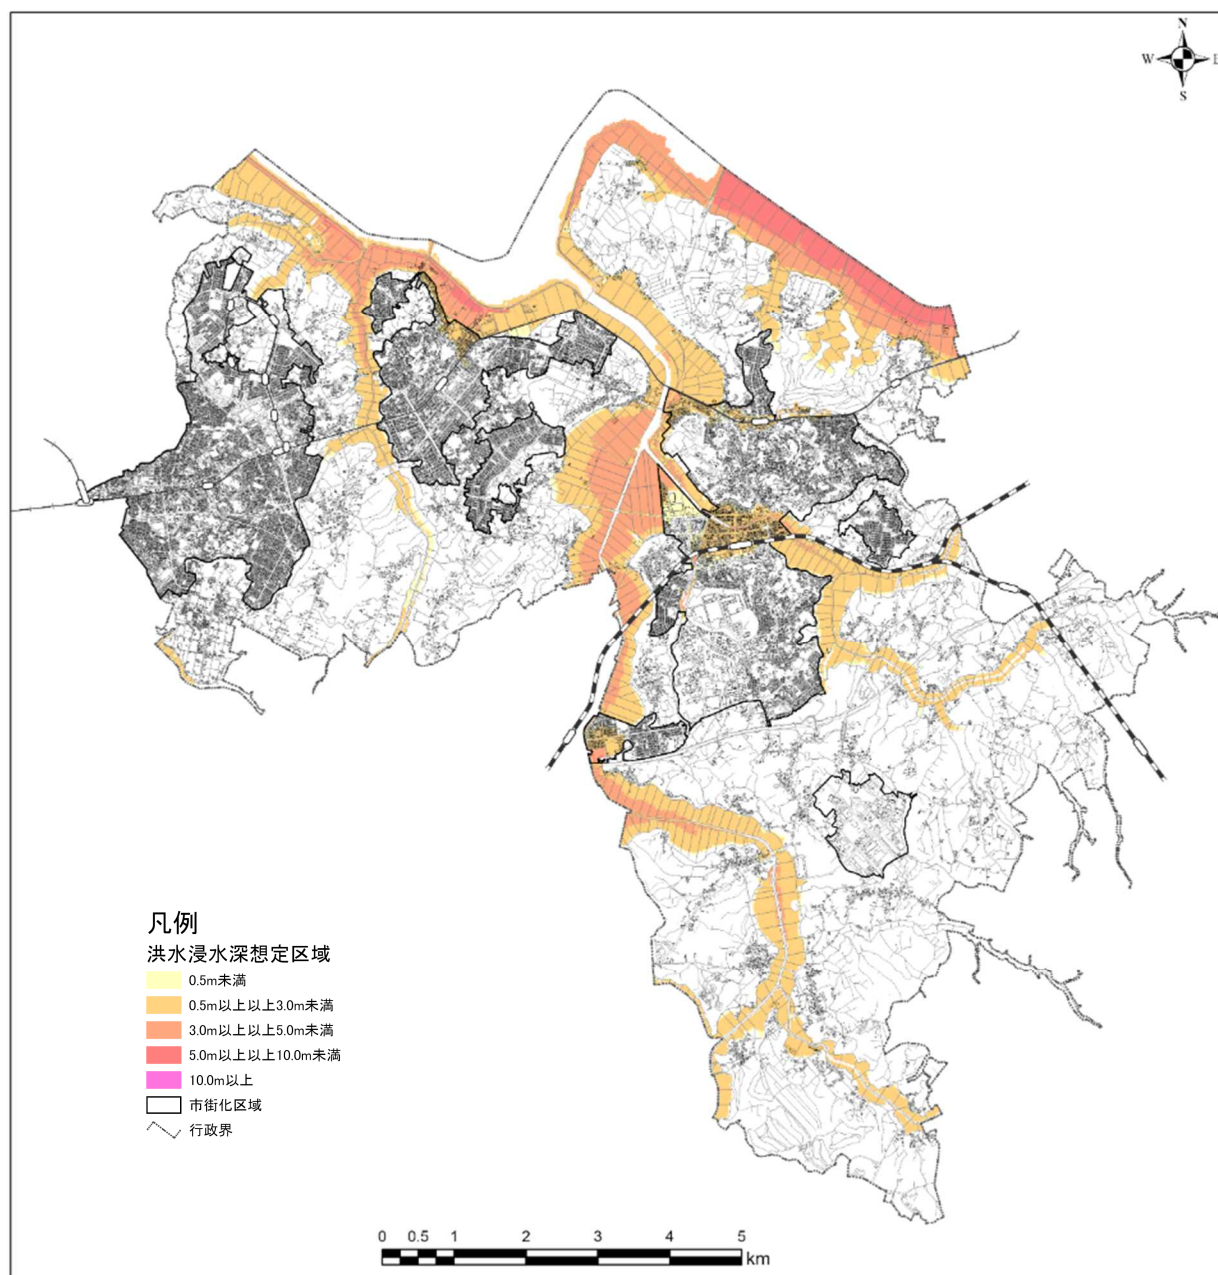 N
W E
S
凡例
洪水浸水深想定区域
0.5m未満
0.5m以上以上3.0m未満
3.0m以上以上5.0m未満
5.0m以上以上10.0m未満
10.0m以上
市街化区域
行政界
0 0.5 1 2 3 4 5
km